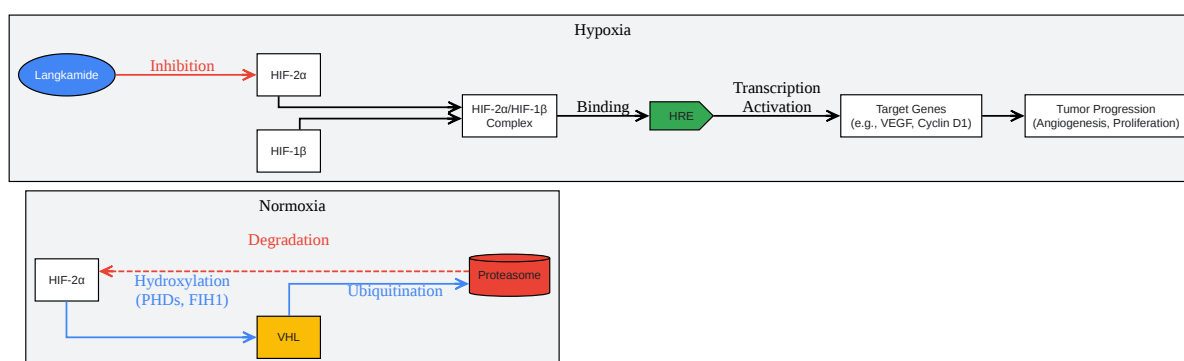 Hypoxia
Langkamide
Inhibition
HIF-2α
HIF-1β
HIF-2α/HIF-1β
Complex
Binding
HRE
Transcription
Activation
Target Genes
(e.g., VEGF, Cyclin D1)
Tumor Progression
(Angiogenesis, Proliferation)
Normoxia
Degradation
HIF-2α
Hydroxylation
(PHDs, FIH1)
VHL
Ubiquitination
Proteasome